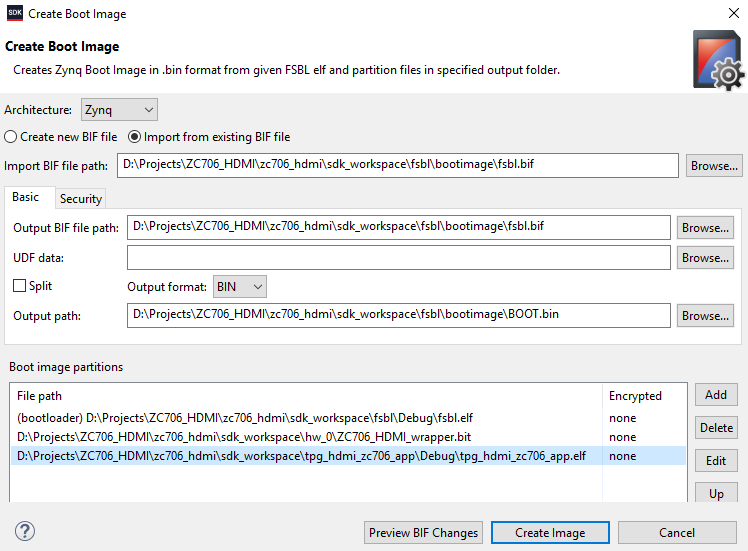 SDK Create Boot Image
Create Boot Image
Creates Zynq Boot Image in .bin format from given FSBL elf and partition files in specified output folder.
Architecture: Zynq
Create new BIF file Import from existing BIF file
Import BIF file path: D:\Projects\ZC706_HDMI\zc706_hdmi\sdk_workspace\fsbl\bootimage\fsbl.bif Browse...
Basic Security
Output BIF file path: D:\Projects\ZC706_HDMI\zc706_hdmi\sdk_workspace\fsbl\bootimage\fsbl.bif Browse...
UDF data: Browse...
Split Output format: BIN
Output path: D:\Projects\ZC706_HDMI\zc706_hdmi\sdk_workspace\fsbl\bootimage\BOOT.bin Browse...
Boot image partitions
File path Encrypted Add
(bootloader) D:\Projects\ZC706_HDMI\zc706_hdmi\sdk_workspace\fsbl\Debug\fsbl.elf none
D:\Projects\ZC706_HDMI\zc706_hdmi\sdk_workspace\hw_0\ZC706_HDMI_wrapper.bit none Delete
D:\Projects\ZC706_HDMI\zc706_hdmi\sdk_workspace\tpg_hdmi_zc706_app\Debug\tpg_hdmi_zc706_app.elf none Edit
Up
? Preview BIF Changes Create Image Cancel